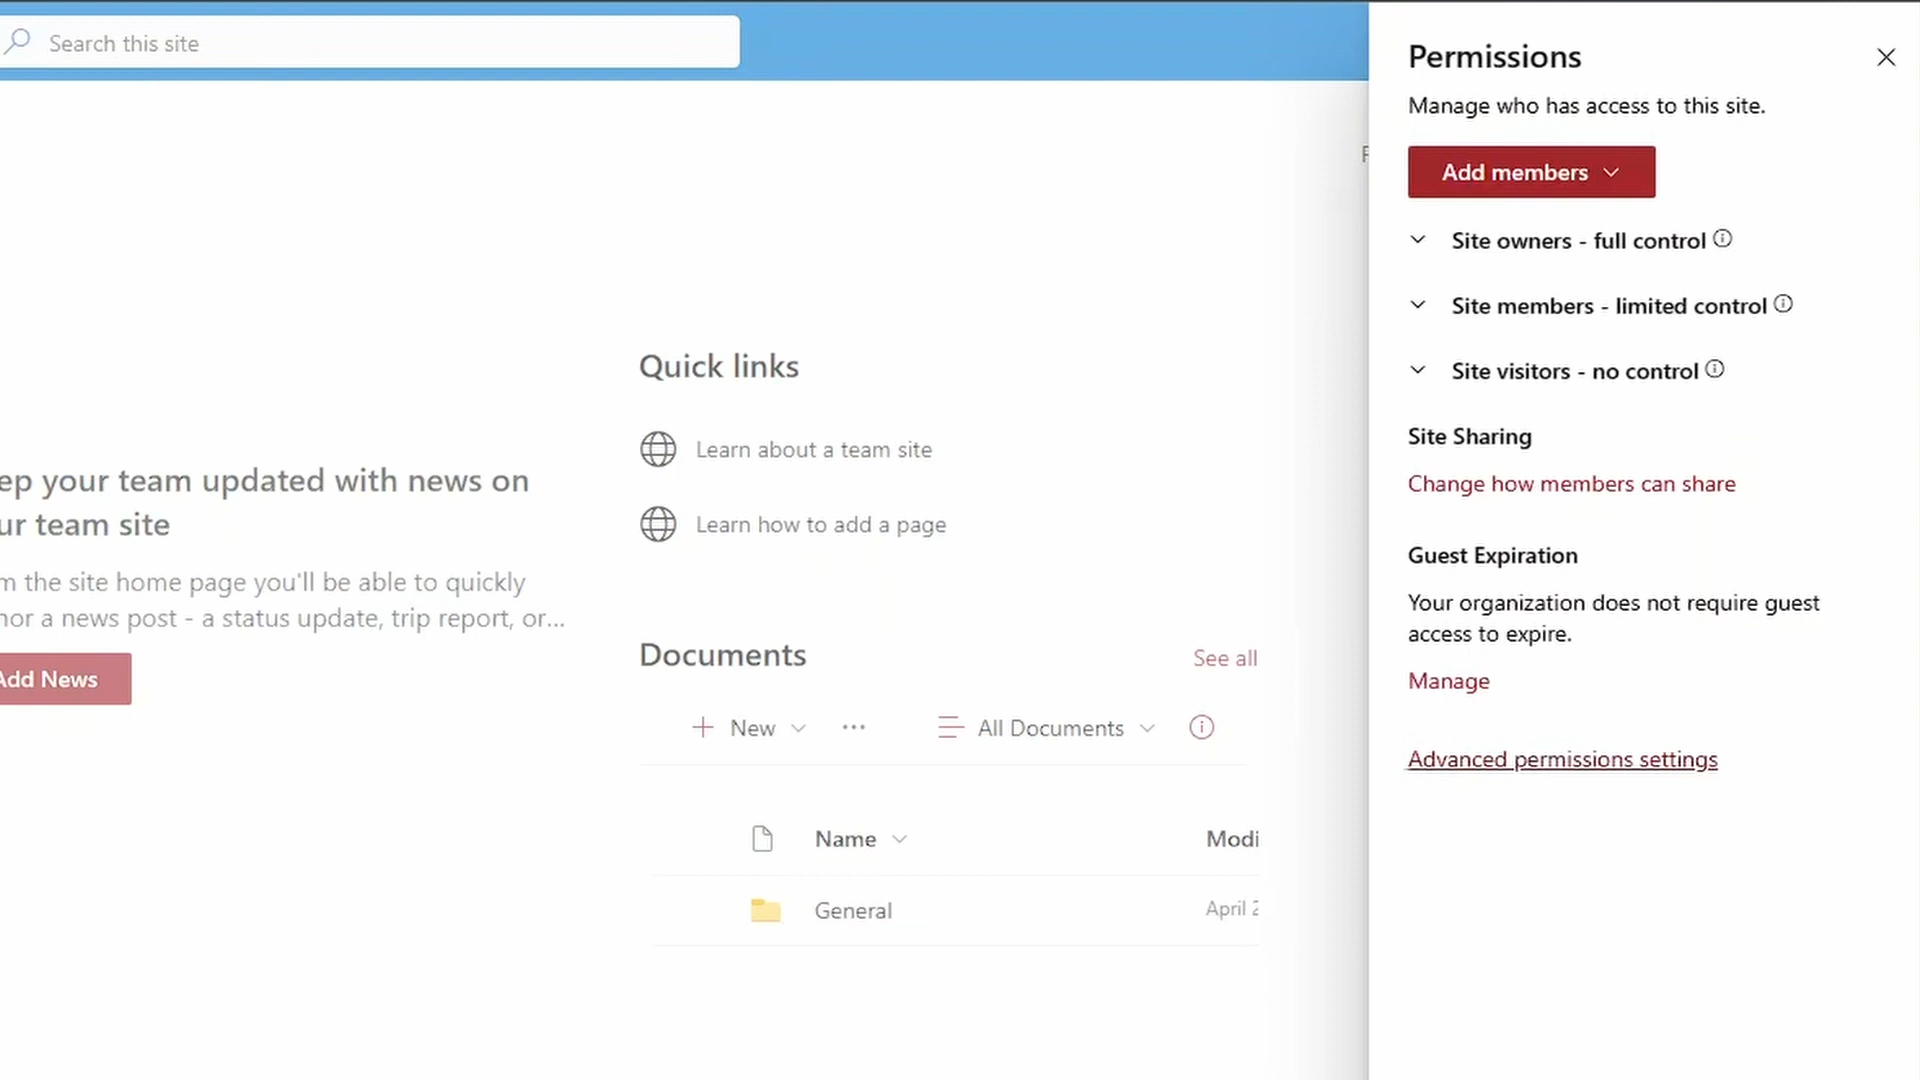 Search this site
ep your team updated with news on
ur team site
m the site home page you'll be able to quickly
hor a news post - a status update, trip report, or...
Add News
Quick links
Learn about a team site
Learn how to add a page
Documents
See all
New
All Documents
Name
Modi
General
April 2
Permissions
Manage who has access to this site.
Add members
Site owners - full control
Site members - limited control
Site visitors - no control
Site Sharing
Change how members can share
Guest Expiration
Your organization does not require guest
access to expire.
Manage
Advanced permissions settings